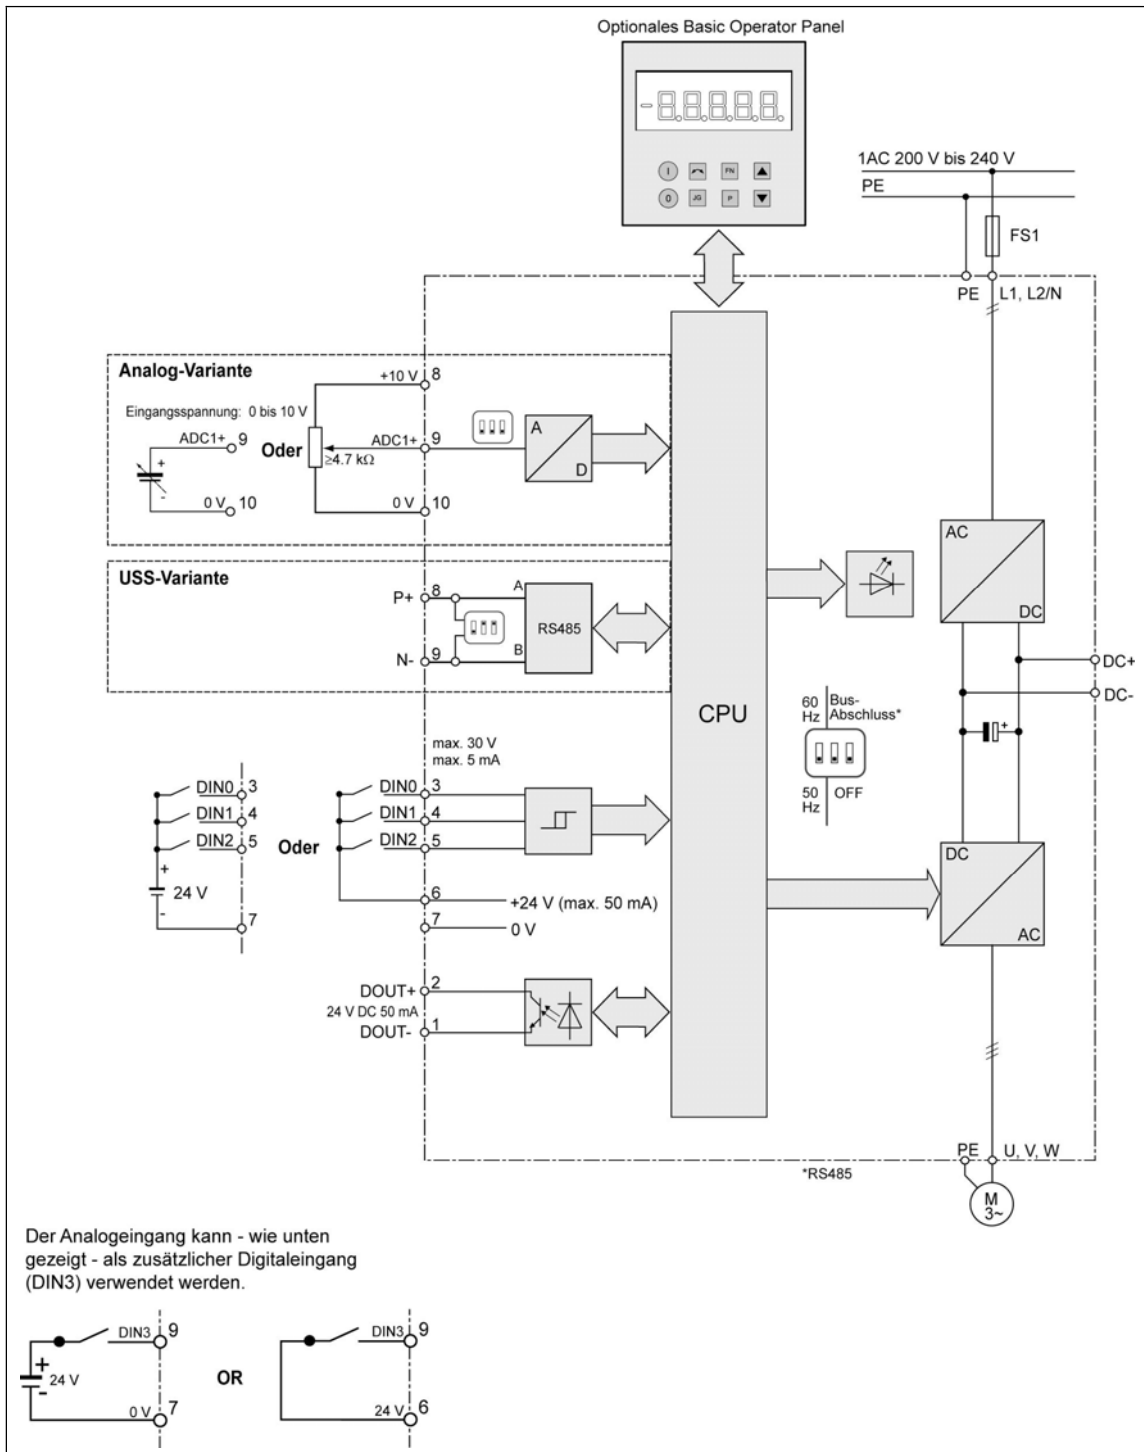 Optionales Basic Operator Panel
-8.8.8.8.8.
I
FN
0
JG
P
1AC 200 V bis 240 V
PE
FS1
PE
L1, L2/N
Analog-Variante
+10 V
8
Eingangsspannung: 0 bis 10 V
ADC1+
9
Oder
ADC1+
9
≥4.7 kΩ
+
-
0 V
10
0 V
10
A
D
USS-Variante
P+
8
A
RS485
N-
9
B
CPU
AC
DC
DC+
DC-
+
60
Hz
Bus-
Abschluss*
50
Hz
OFF
max. 30 V
max. 5 mA
DIN0
3
DIN1
4
DIN2
5
+
24 V
-
7
Oder
DIN0
3
DIN1
4
DIN2
5
6
+24 V (max. 50 mA)
7
0 V
DC
AC
DOUT+
2
24 V DC 50 mA
DOUT-
1
PE
U, V, W
*RS485
M
3~
Der Analogeingang kann - wie unten
gezeigt - als zusätzlicher Digitaleingang
(DIN3) verwendet werden.
DIN3
9
+
24 V
-
0 V
7
OR
DIN3
9
24 V
6